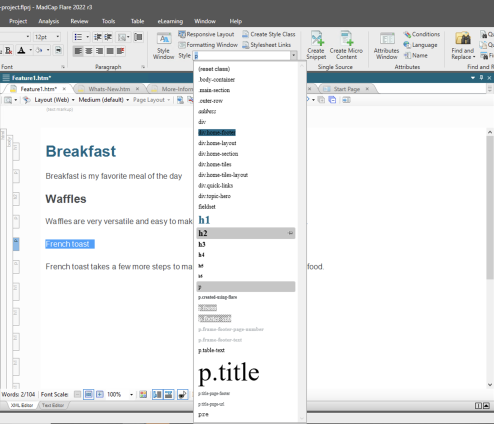 -project.flprj - MadCap Flare 2022 r3
Project Analysis Review Tools Table eLearning Window Help
12pt
Font
Paragraph
Style Window
Responsive Layout
Create Style Class
Formatting Window
Stylesheet Links
Style p
Create Snippet
Create Micro Content
Single Source
Attributes Window
Conditions
Language
Name
Attributes
Find and Replace
Find and R
Feature1.htm*
Feature1.htm* Whats-New.htm More-Inform Start Page
Layout (Web) Medium (default) Page Layout
(reset class)
body-container
.main-section
.outer-row
address
div
div.home-footer
div.home-layout
div.home-section
div.home-tiles
div.home-tiles-layout
div.quick-links
div.topic-hero
fieldset
h1
h2
h3
h4
h5
h6
p
p.created-using-flare
p.frame-footer-page-number
p.frame-footer-text
p.table-text
p.title
p.title-page-footer
p.title-page-url
pre
Breakfast
Breakfast is my favorite meal of the day
Waffles
Waffles are very versatile and easy to mak
French toast
French toast takes a few more steps to ma food.
Words: 2/104 Font Scale: 100%
XML Editor Text Editor